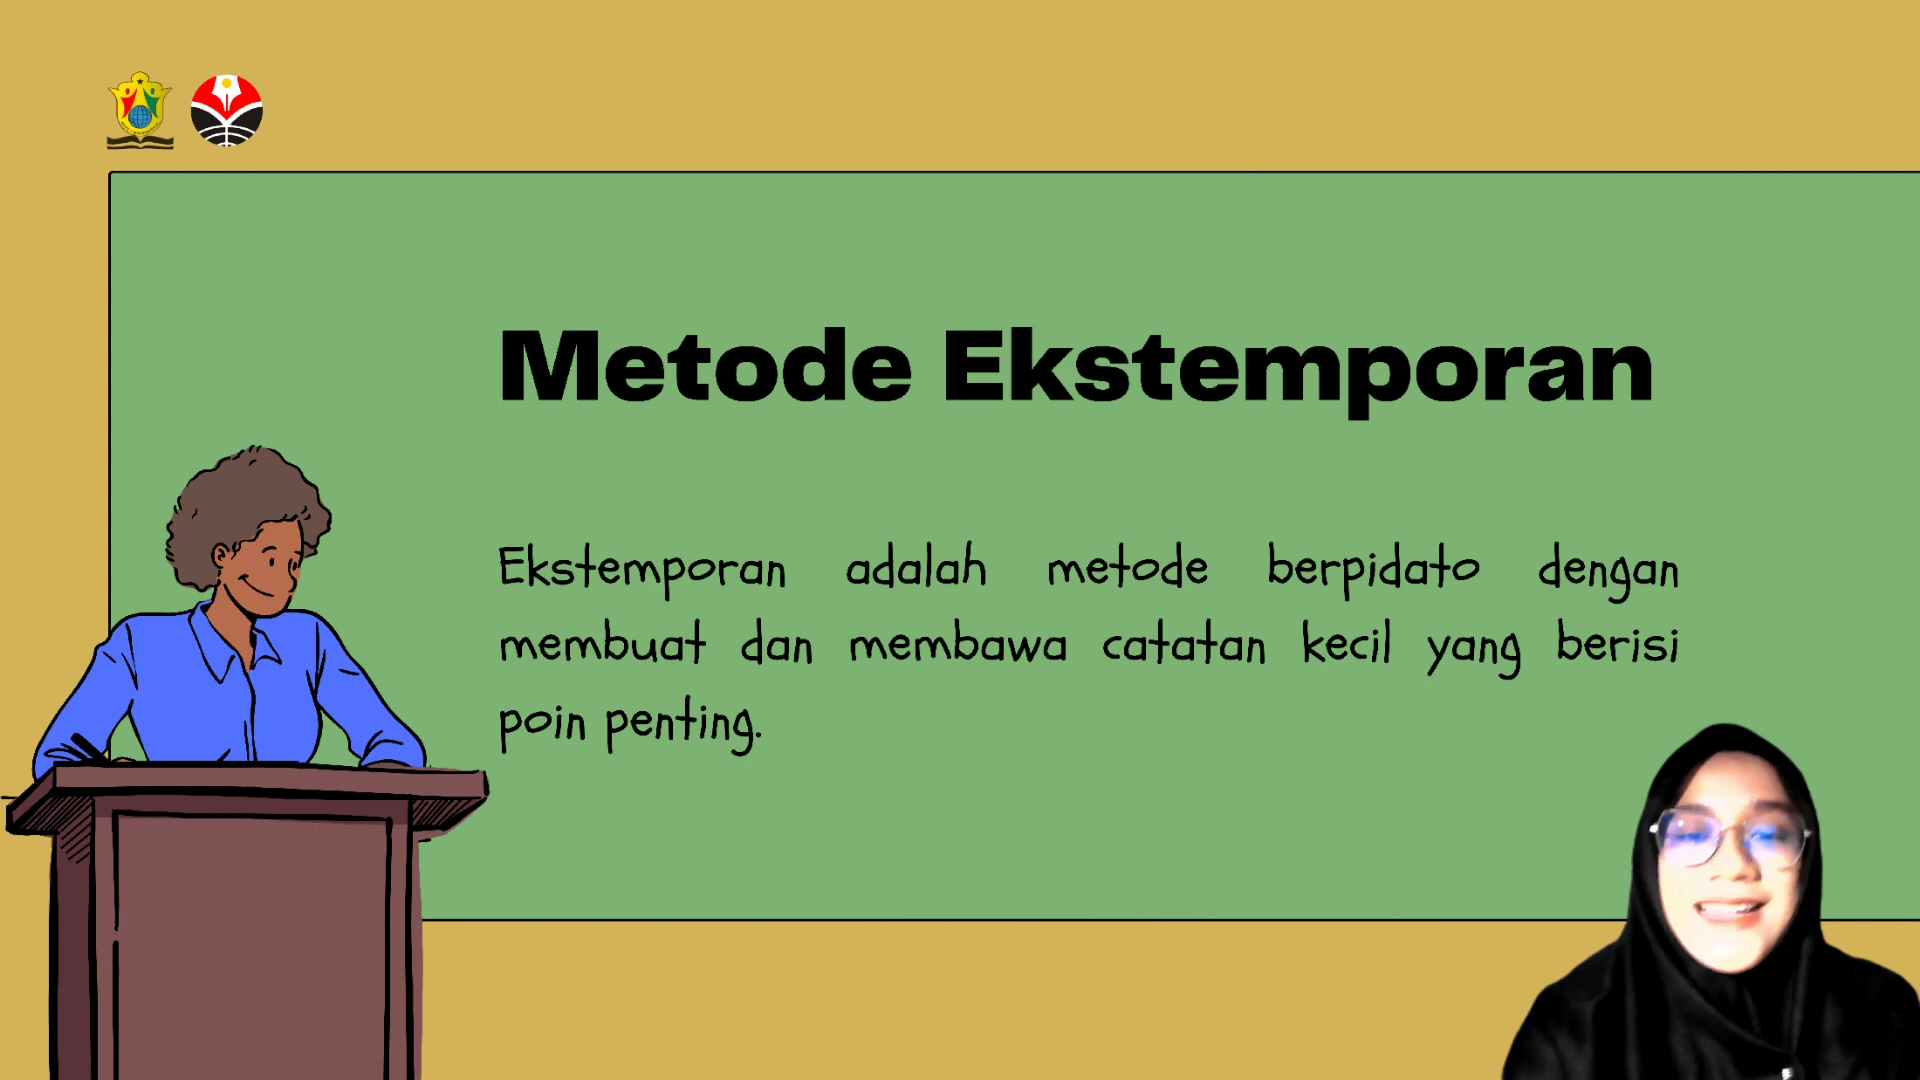 Metode Ekstemporan
Ekstemporan adalah metode berpidato dengan
membuat dan membawa catatan kecil yang berisi
poin penting.